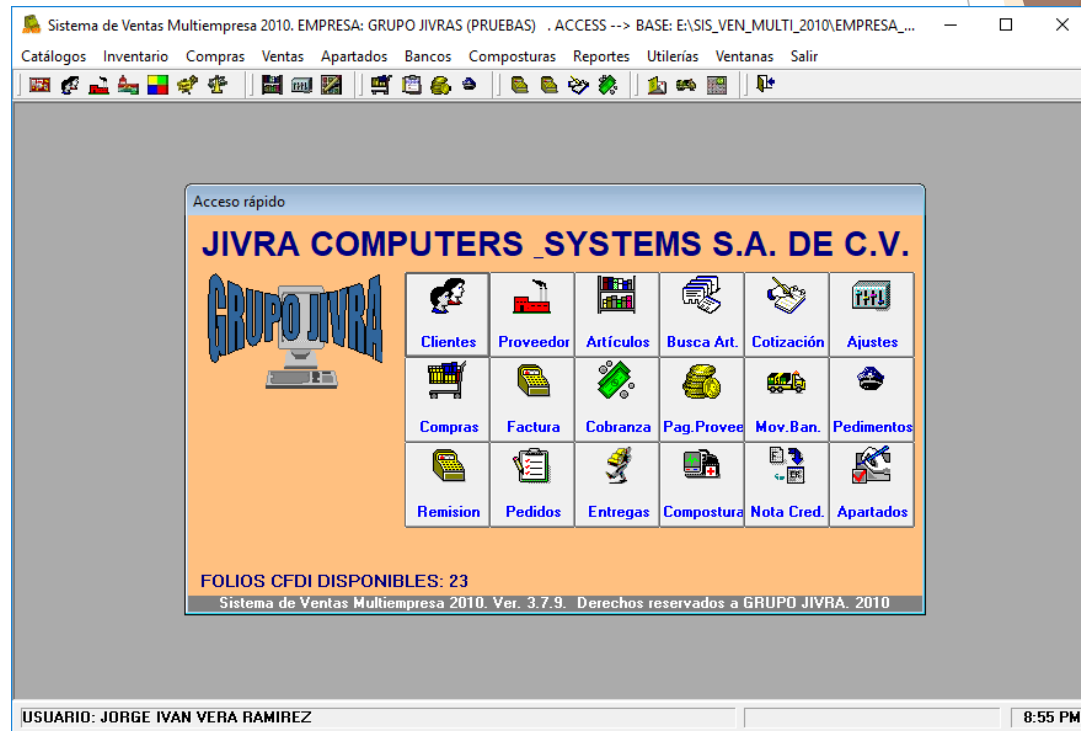 Sistema de Ventas Multiempresa 2010. EMPRESA: GRUPO JIVRAS (PRUEBAS) . ACCESS --> BASE: E:\SIS_VEN_MULTI_2010\EMPRESA_...
Catálogos Inventario Compras Ventas Apartados Bancos Composturas Reportes Utilerías Ventanas Salir
Acceso rápido
JIVRA COMPUTERS _SYSTEMS S.A. DE C.V.
GRUPO JIVRA
Clientes Proveedor Artículos Busca Art. Cotización Ajustes
Compras Factura Cobranza Pag.Provee Mov.Ban. Pedimentos
Remision Pedidos Entregas Compostura Nota Cred. Apartados
FOLIOS CFDI DISPONIBLES: 23
Sistema de Ventas Multiempresa 2010. Ver. 3.7.9. Derechos reservados a GRUPO JIVRA. 2010
USUARIO: JORGE IVAN VERA RAMIREZ 8:55 PM